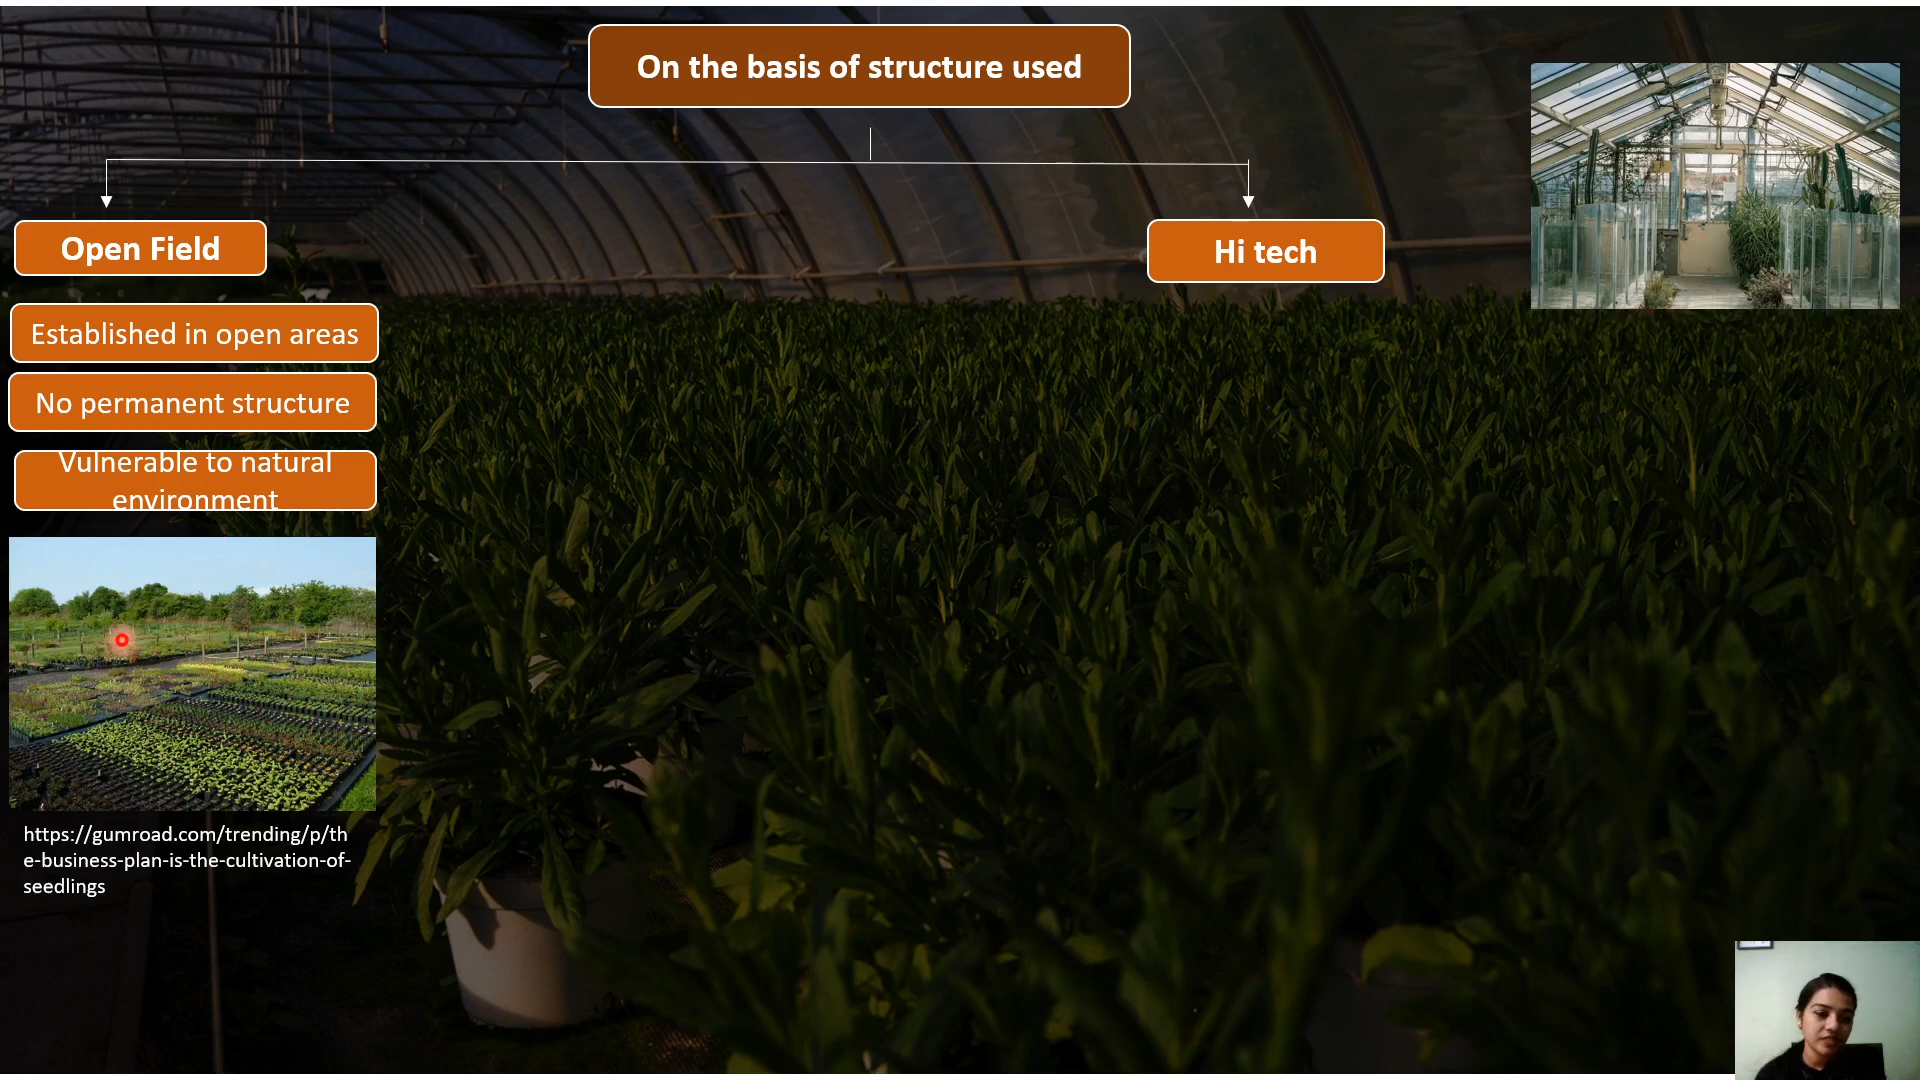 On the basis of structure used
Open Field
Hi tech
Established in open areas
No permanent structure
Vulnerable to natural
environment
https://gumroad.com/trending/p/th
e-business-plan-is-the-cultivation-of-
seedlings